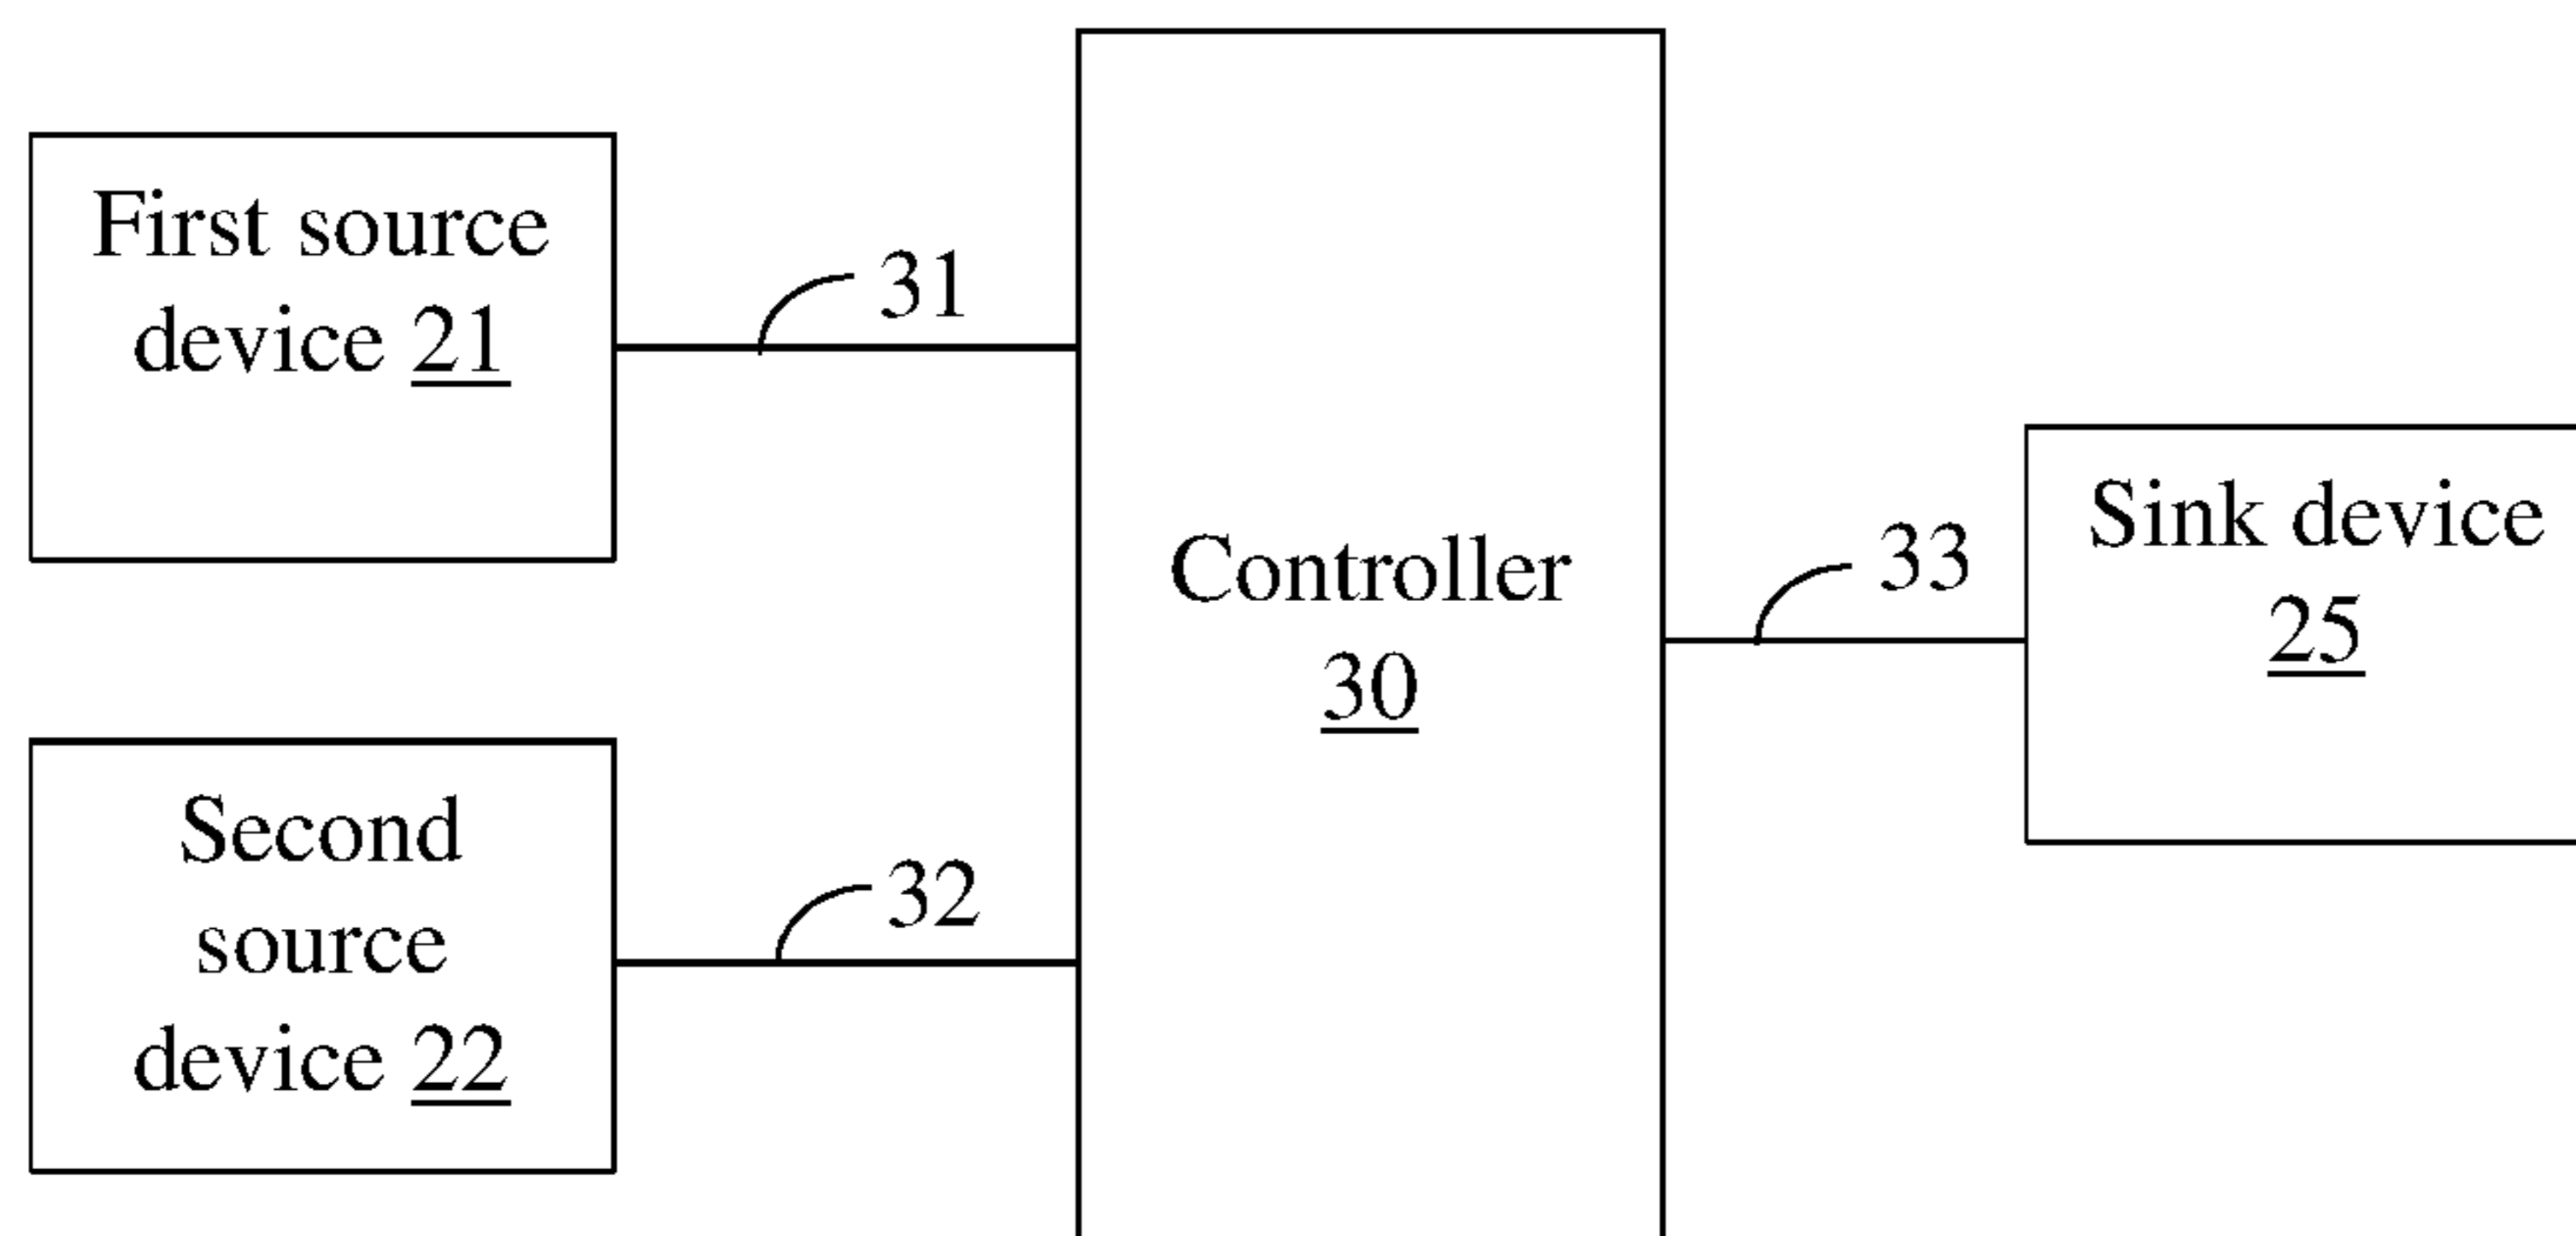 First source
device 21
31
Second
source
device 22
32
Controller
30
33
Sink device
25